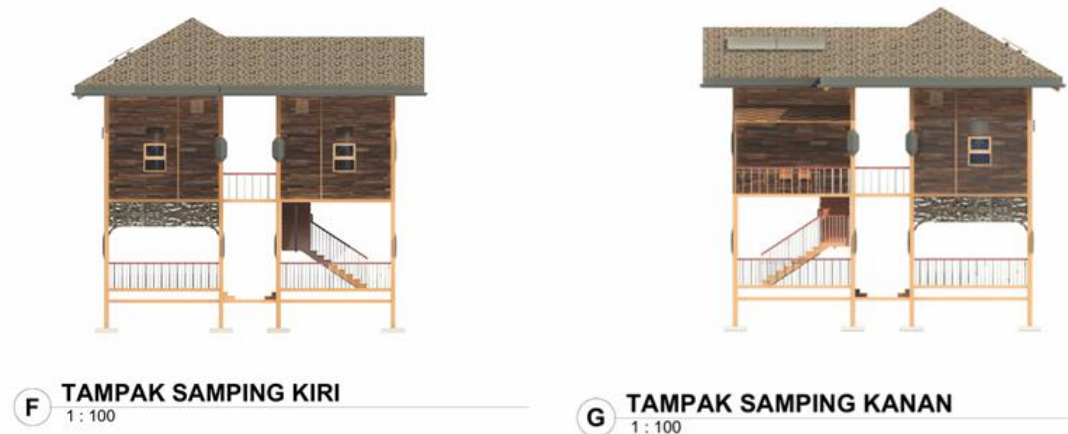 F
TAMPAK SAMPING KIRI
1 : 100
G
TAMPAK SAMPING KANAN
1 : 100